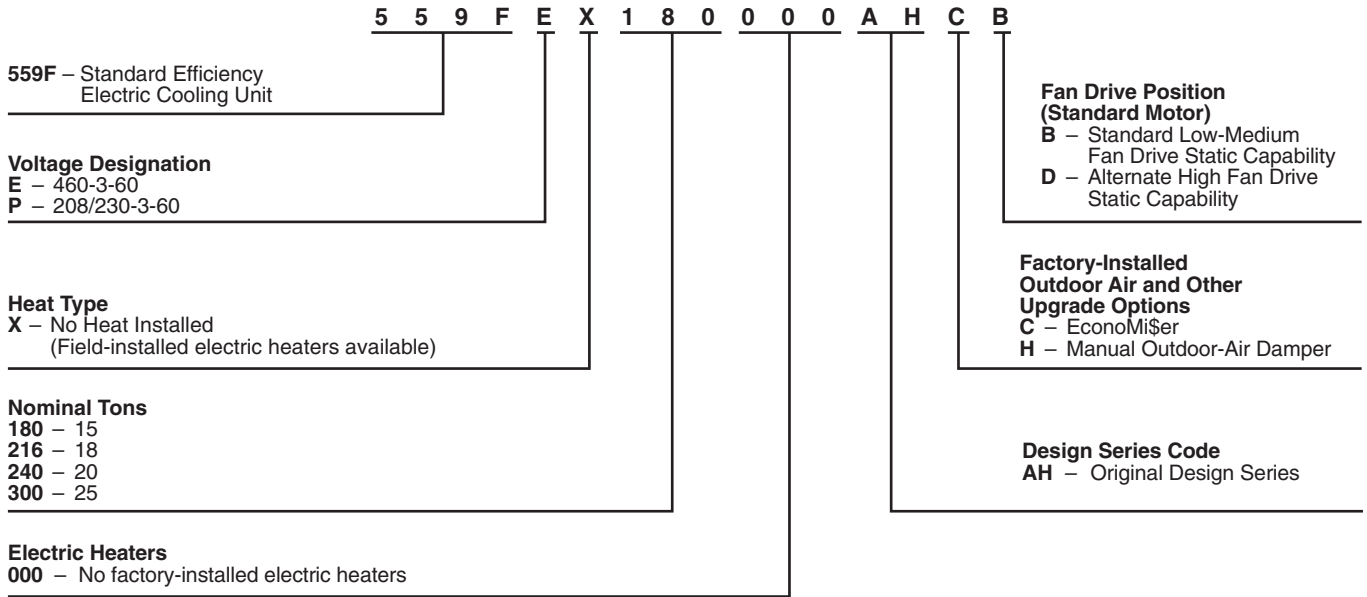 5 5 9 F E X 1 8 0 0 0 0 A H C B
559F – Standard Efficiency
Electric Cooling Unit
Voltage Designation
E – 460-3-60
P – 208/230-3-60
Heat Type
X – No Heat Installed
(Field-installed electric heaters available)
Nominal Tons
180 – 15
216 – 18
240 – 20
300 – 25
Electric Heaters
000 – No factory-installed electric heaters
Fan Drive Position
(Standard Motor)
B – Standard Low-Medium
Fan Drive Static Capability
D – Alternate High Fan Drive
Static Capability
Factory-Installed
Outdoor Air and Other
Upgrade Options
C – EconoMi$er
H – Manual Outdoor-Air Damper
Design Series Code
AH – Original Design Series